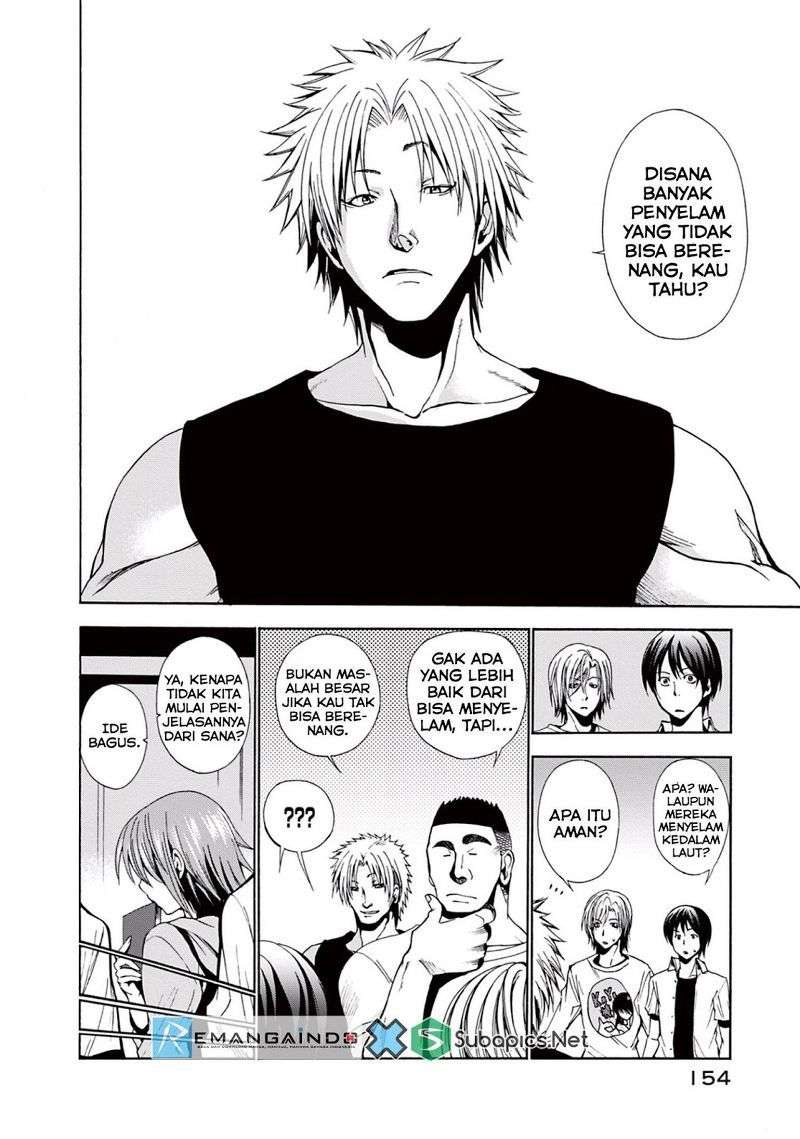 DISANA
BANYAK
PENYELAM
YANG TIDAK
BISA BERE-
NANG, KAU
TAHU?
APA? WA-
LAUPUN
MEREKA
MENYELAM
KEDALAM
LAUT?
APA ITU
AMAN?
GAK ADA
YANG LEBIH
BAIK DARI
BISA MENYE-
LAM, TAPI...
BUKAN MAS-
ALAH BESAR
JIKA KAU TAK
BISA BERE-
NANG.
???
YA, KENAPA
TIDAK KITA
MULAI PEN-
JELASANNYA
DARI SANA?
IDE
BAGUS.
REMANGAINDO
Subapics.Net
154